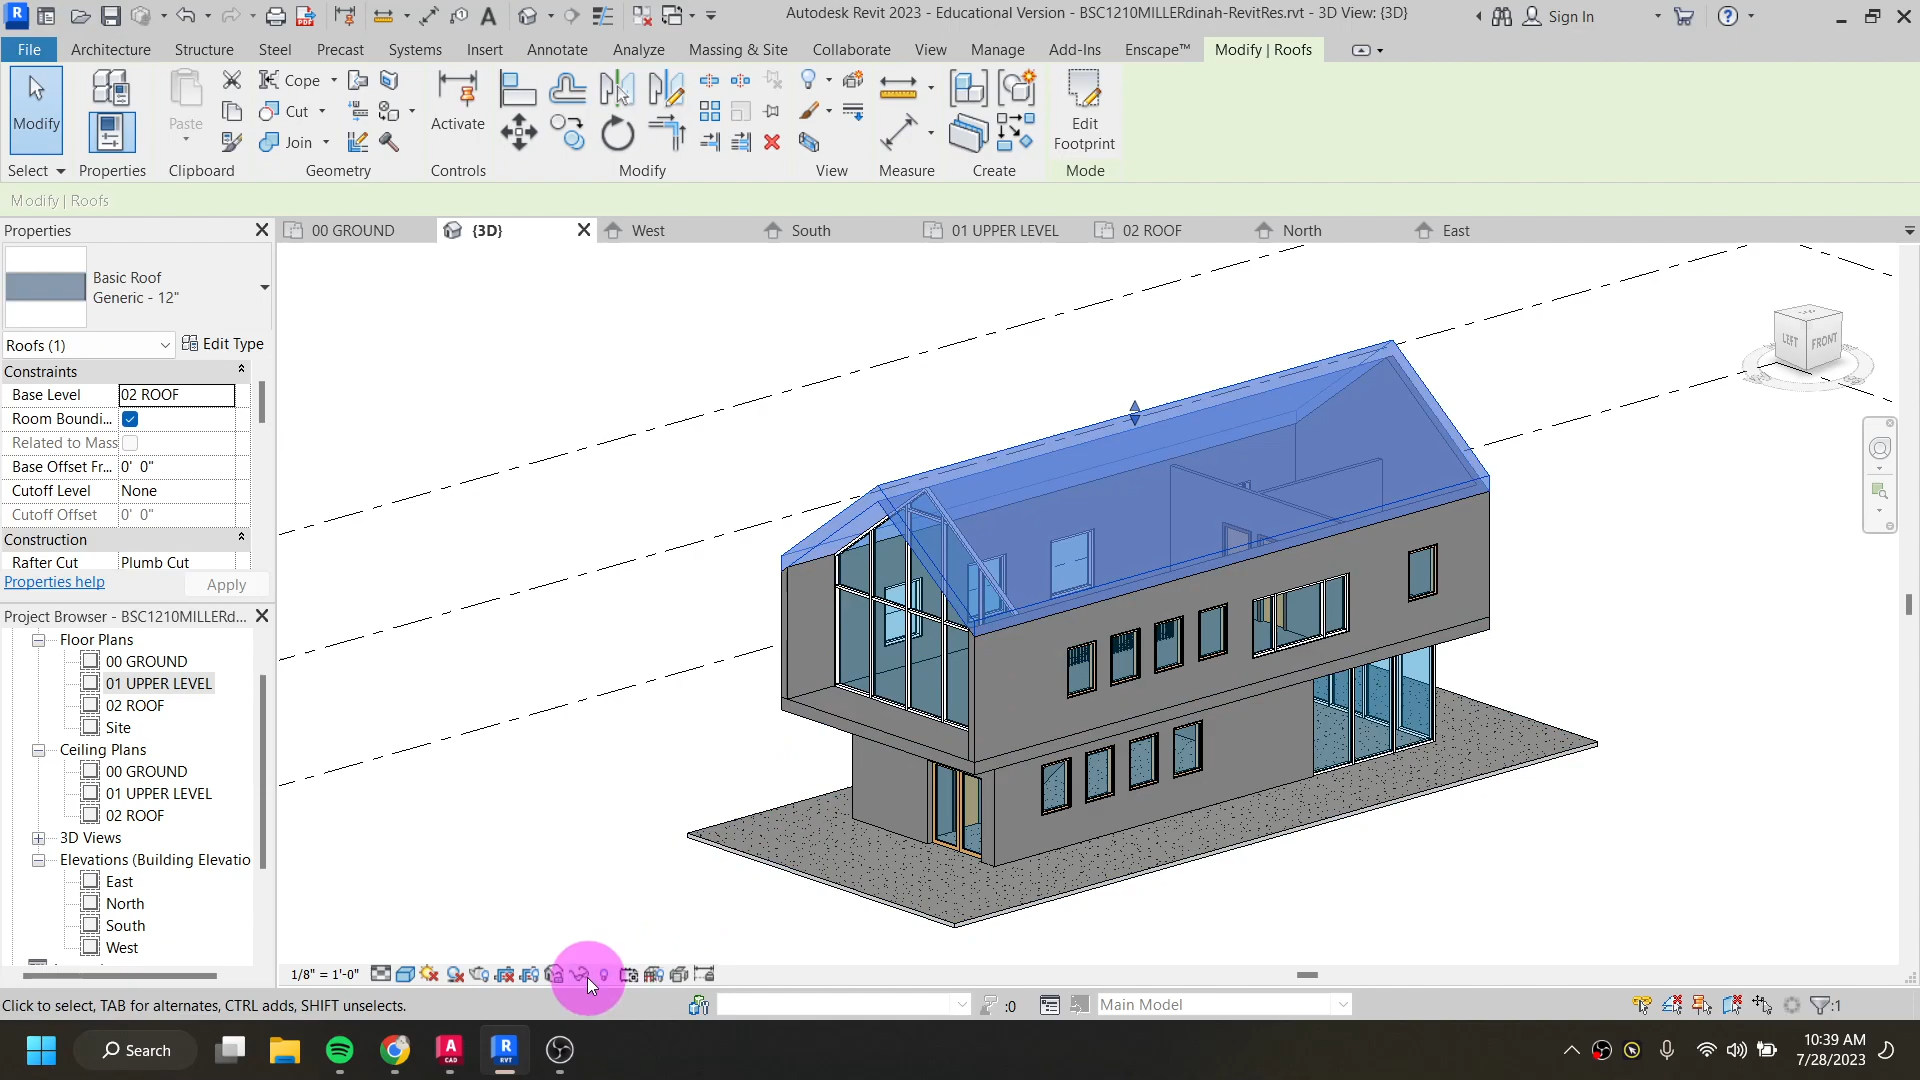 Autodesk Revit 2023 - Educational Version - BSC1210MILLERdinah-RevitRes.rvt - 3D View: {3D}
Sign In
File Architecture Structure Steel Precast Systems Insert Annotate Analyze Massing & Site Collaborate View Manage Add-Ins Enscape™ Modify | Roofs
Modify
Paste
Cope
Cut
Join
Activate
Edit
Footprint
Select Properties Clipboard Geometry Controls Modify View Measure Create Mode
Modify | Roofs
Properties
00 GROUND {3D} West South 01 UPPER LEVEL 02 ROOF North East
Basic Roof
Generic - 12"
Roofs (1)
Edit Type
Constraints
Base Level 02 ROOF
Room Boundi...
Related to Mass
Base Offset Fr... 0' 0"
Cutoff Level None
Cutoff Offset 0' 0"
Construction
Rafter Cut Plumb Cut
Properties help
Apply
Project Browser - BSC1210MILLERd...
Floor Plans
00 GROUND
01 UPPER LEVEL
02 ROOF
Site
Ceiling Plans
00 GROUND
01 UPPER LEVEL
02 ROOF
3D Views
Elevations (Building Elevatio
East
North
South
West
LEFT FRONT
1/8" = 1'-0"
Click to select, TAB for alternates, CTRL adds, SHIFT unselects.
:0
Main Model
:1
Search
10:39 AM
7/28/2023